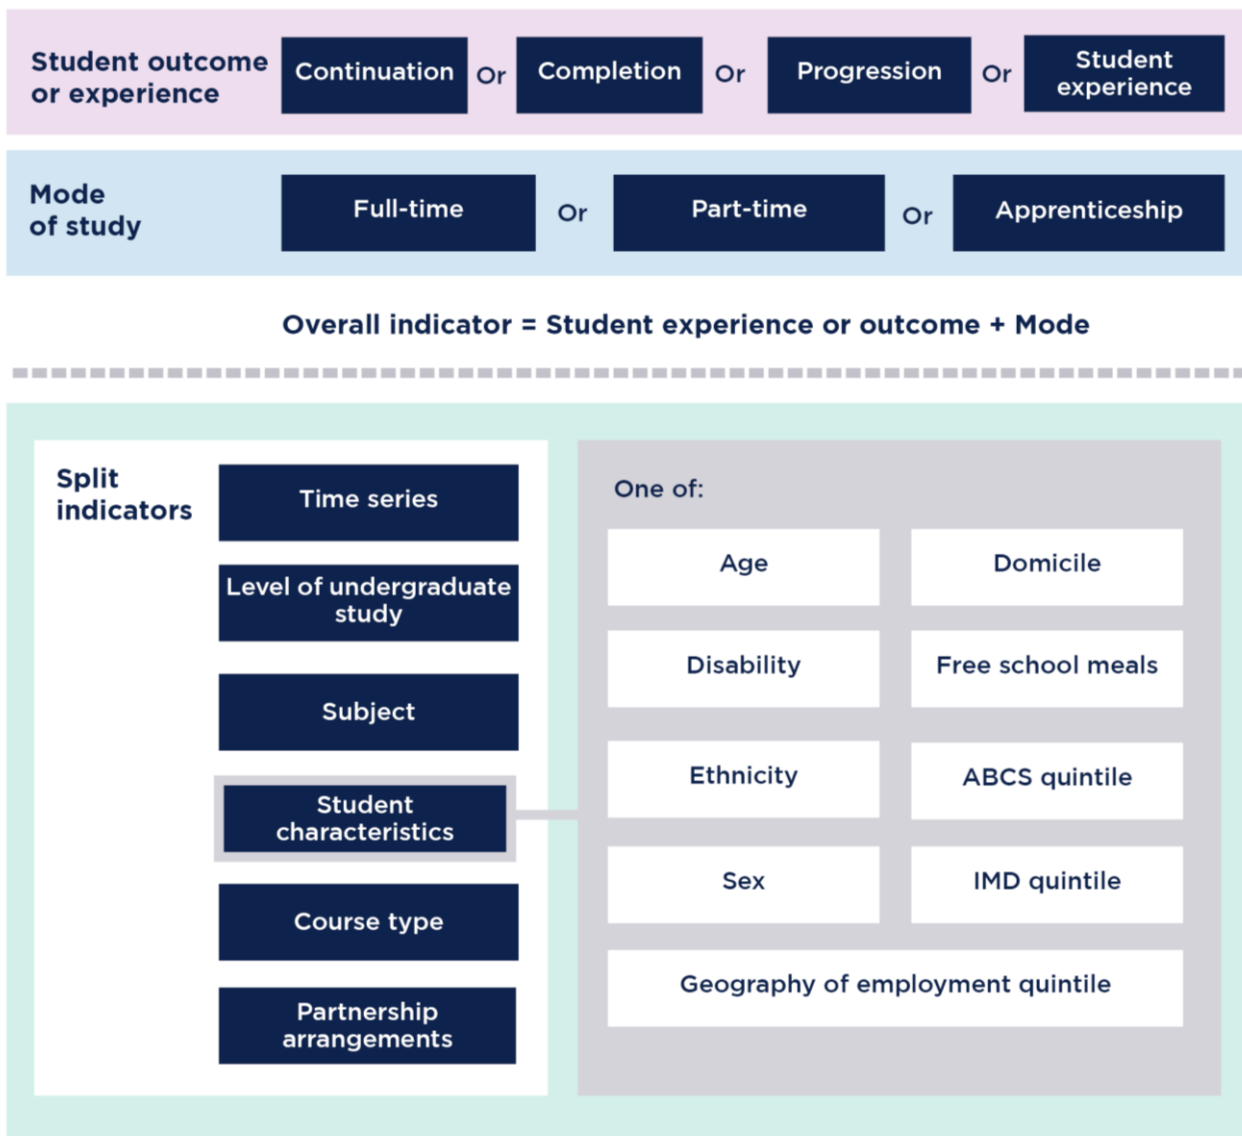 Student outcome
or experience
Continuation Or Completion Or Progression Or Student
experience
Mode
of study
Full-time Or Part-time Or Apprenticeship
Overall indicator = Student experience or outcome + Mode
Split
indicators
Time series
Level of undergraduate
study
Subject
Student
characteristics
Course type
Partnership
arrangements
One of:
Age Domicile
Disability Free school meals
Ethnicity ABCS quintile
Sex IMD quintile
Geography of employment quintile